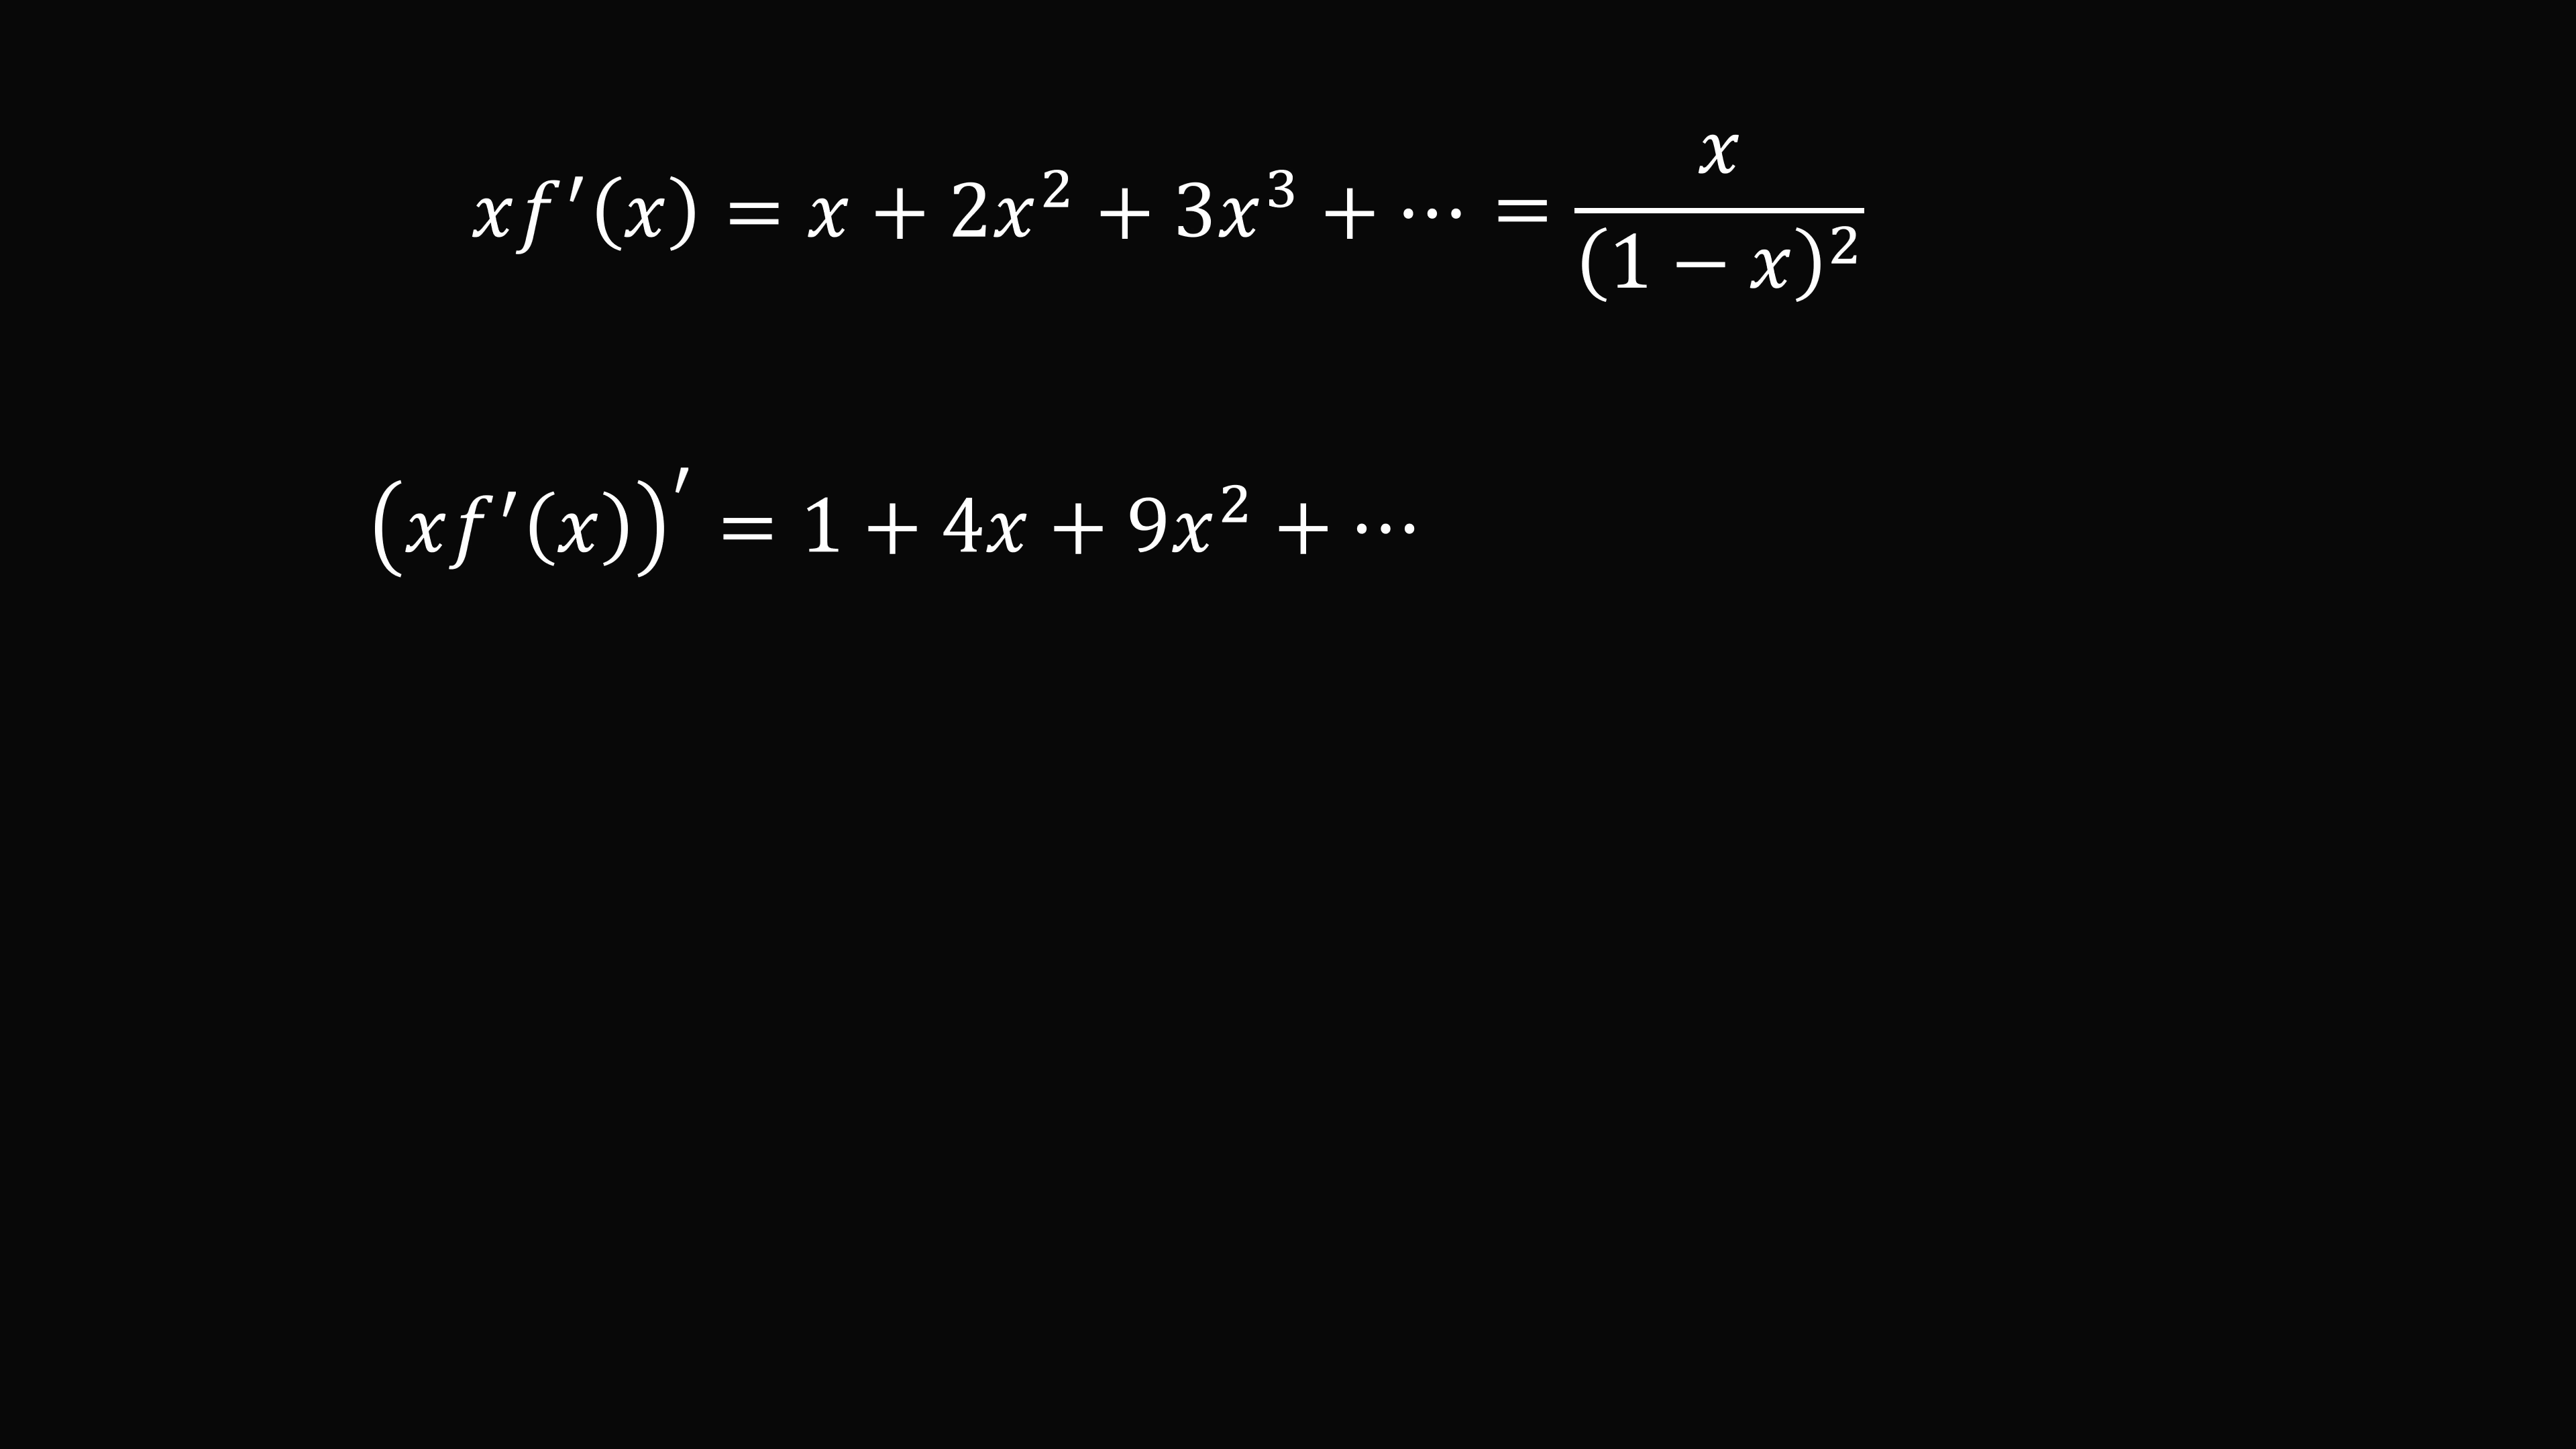 xf′(x) = x + 2x² + 3x³ + ⋯ = x/(1 − x)²
(xf′(x))′ = 1 + 4x + 9x² + ⋯